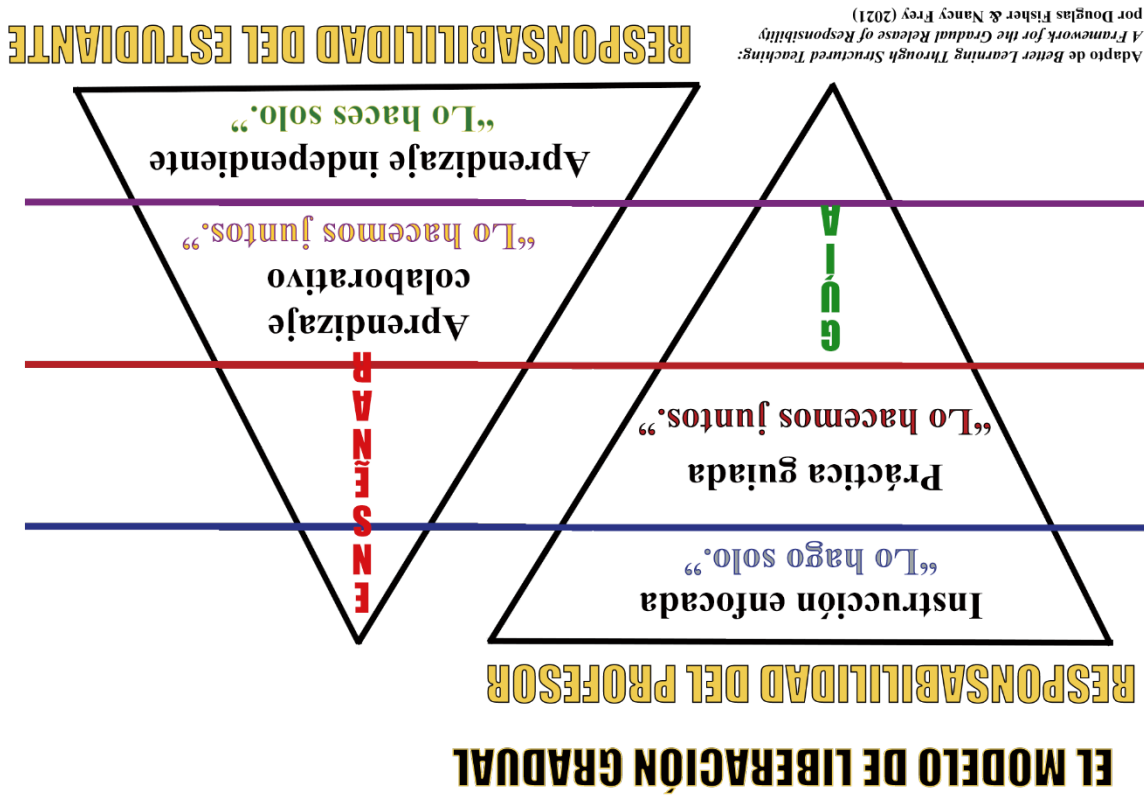 EL MODELO DE LIBERACIÓN GRADUAL
RESPONSABILILIDAD DEL PROFESOR
Instrucción enfocada
“Lo hago solo.”
Práctica guiada
“Lo hacemos juntos.”
GUÍA
ENSEÑAR
Aprendizaje
colaborativo
“Lo hacemos juntos.”
Aprendizaje independiente
“Lo haces solo.”
RESPONSABILILIDAD DEL ESTUDIANTE
Adapto de Better Learning Through Structured Teaching:
A Framework for the Gradual Release of Responsibility
por Douglas Fisher & Nancy Frey (2021)